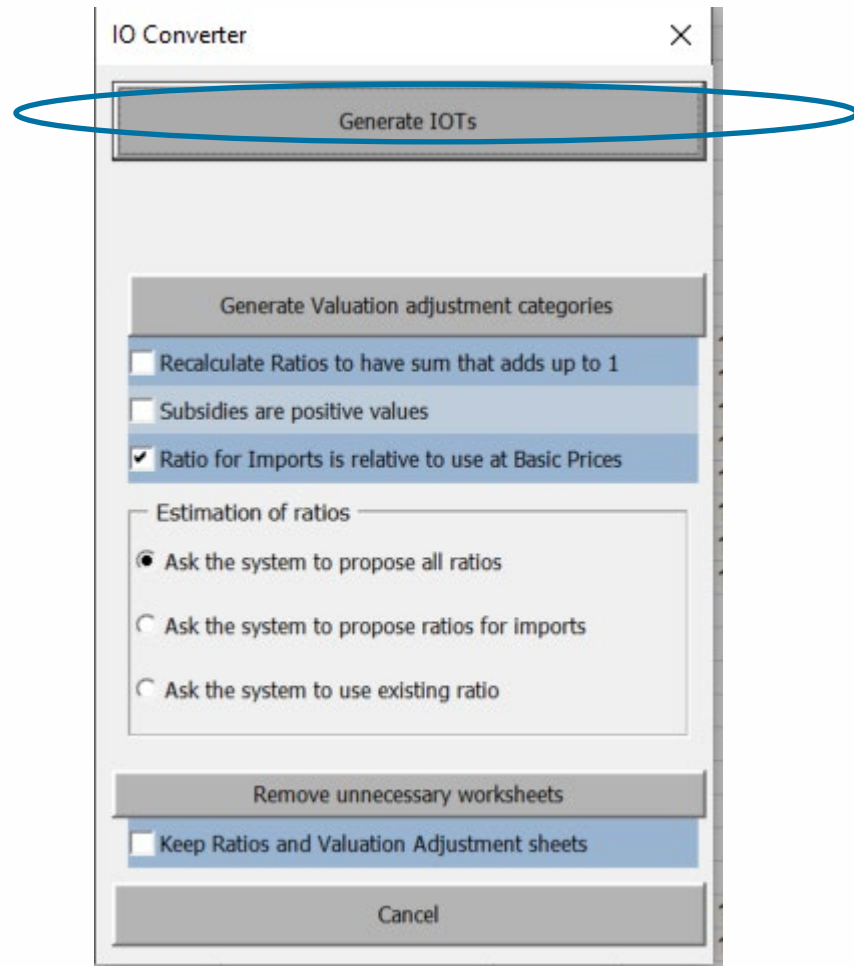 IO Converter
Generate IOTs
Generate Valuation adjustment categories
Recalculate Ratios to have sum that adds up to 1
Subsidies are positive values
Ratio for Imports is relative to use at Basic Prices
Estimation of ratios
Ask the system to propose all ratios
Ask the system to propose ratios for imports
Ask the system to use existing ratio
Remove unnecessary worksheets
Keep Ratios and Valuation Adjustment sheets
Cancel